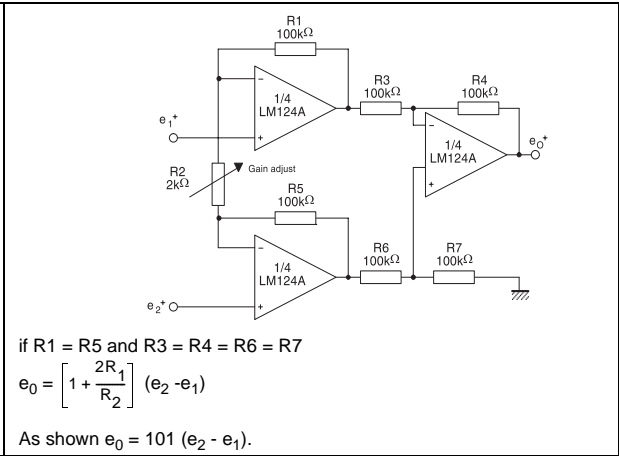 R1
100kΩ
R3
100kΩ
R4
100kΩ
1/4
LM124A
e1+
1/4
LM124A
eO+
R2
2kΩ
Gain adjust
R5
100kΩ
R6
100kΩ
R7
100kΩ
1/4
LM124A
e2+
if R1 = R5 and R3 = R4 = R6 = R7
e0 = [1 + 2R1/R2] (e2 -e1)
As shown e0 = 101 (e2 - e1).